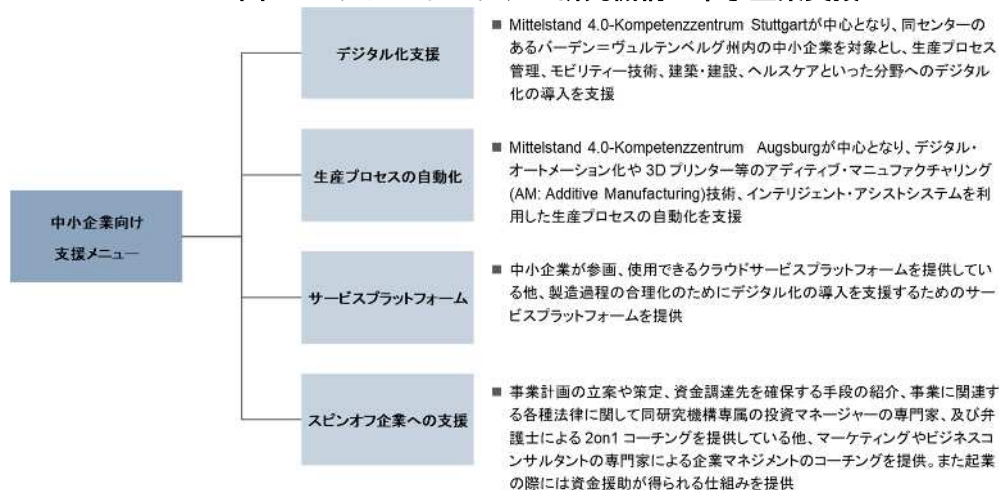 デジタル化支援
■ Mittelstand 4.0-Kompetenzzentrum Stuttgartが中心となり、同センターの
あるバーデン＝ヴュルテンベルグ州内の中小企業を対象とし、生産プロセス
管理、モビリティー技術、建築・建設、ヘルスケアといった分野へのデジタル
化の導入を支援
生産プロセスの自動化
■ Mittelstand 4.0-Kompetenzzentrum Augsburgが中心となり、デジタル・
オートメーション化や 3D プリンター等のアディティブ・マニュファクチャリング
(AM: Additive Manufacturing)技術、インテリジェント・アシストシステムを利
用した生産プロセスの自動化を支援
中小企業向け
支援メニュー
サービスプラットフォーム
■ 中小企業が参画、使用できるクラウドサービスプラットフォームを提供してい
る他、製造過程の合理化のためにデジタル化の導入を支援するためのサー
ビスプラットフォームを提供
スピンオフ企業への支援
■ 事業計画の立案や策定、資金調達先を確保する手段の紹介、事業に関連す
る各種法律に関して同研究機構専属の投資マネージャーの専門家、及び弁
護士による 2on1 コーチングを提供している他、マーケティングやビジネスコ
ンサルタントの専門家による企業マネジメントのコーチングを提供。また起業
の際には資金援助が得られる仕組みを提供